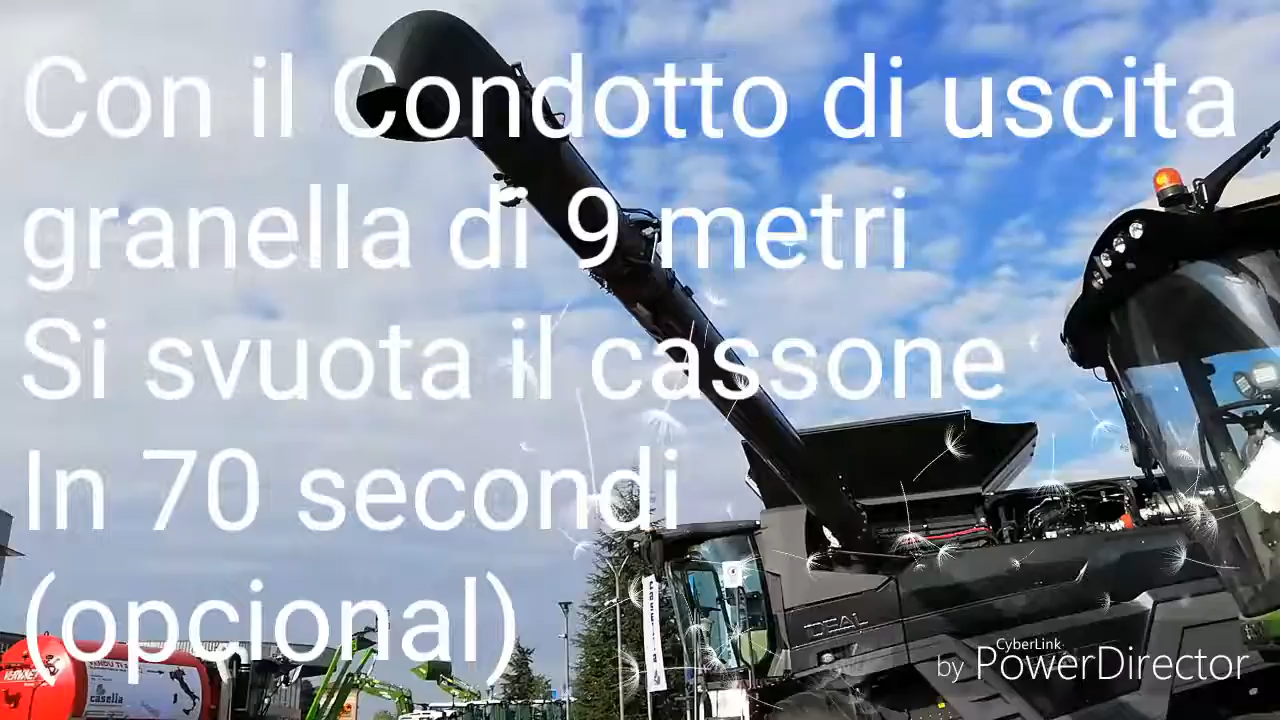 Con il Condotto di uscita
granella di 9 metri
Si svuota il cassone
In 70 secondi
(opcional)
IDEAL
casella
CyberLink
by PowerDirector